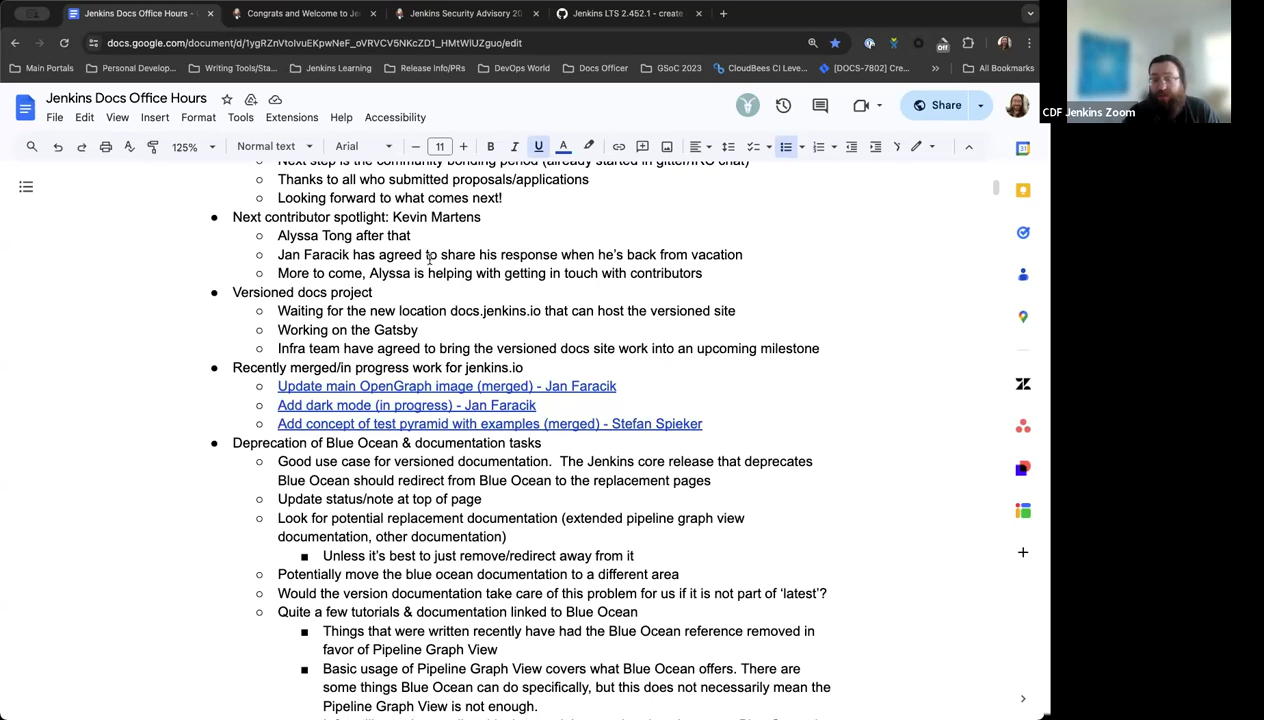 Jenkins Docs Office Hours - 
Congrats and Welcome to Je
Jenkins Security Advisory 20
Jenkins LTS 2.452.1 - create
docs.google.com/document/d/1ygRZnVtoIvuEKpwNeF_oVRVCV5NKcZD1_HMtWlUZguo/edit
Off
Main Portals
Personal Develop...
Writing Tools/Sta...
Jenkins Learning
Release Info/PRs
DevOps World
Docs Officer
GSoC 2023
CloudBees CI Leve...
[DOCS-7802] Cre...
»
All Bookmarks
Jenkins Docs Office Hours
File Edit View Insert Format Tools Extensions Help Accessibility
Share
CDF Jenkins Zoom
125% Normal text Arial 11 B I U A
Next step is the community bonding period (already started in gitter/IRC chat)
Thanks to all who submitted proposals/applications
Looking forward to what comes next!
Next contributor spotlight: Kevin Martens
Alyssa Tong after that
Jan Faracik has agreed to share his response when he's back from vacation
More to come, Alyssa is helping with getting in touch with contributors
Versioned docs project
Waiting for the new location docs.jenkins.io that can host the versioned site
Working on the Gatsby
Infra team have agreed to bring the versioned docs site work into an upcoming milestone
Recently merged/in progress work for jenkins.io
Update main OpenGraph image (merged) - Jan Faracik
Add dark mode (in progress) - Jan Faracik
Add concept of test pyramid with examples (merged) - Stefan Spieker
Deprecation of Blue Ocean & documentation tasks
Good use case for versioned documentation.  The Jenkins core release that deprecates
Blue Ocean should redirect from Blue Ocean to the replacement pages
Update status/note at top of page
Look for potential replacement documentation (extended pipeline graph view
documentation, other documentation)
Unless it's best to just remove/redirect away from it
Potentially move the blue ocean documentation to a different area
Would the version documentation take care of this problem for us if it is not part of 'latest'?
Quite a few tutorials & documentation linked to Blue Ocean
Things that were written recently have had the Blue Ocean reference removed in
favor of Pipeline Graph View
Basic usage of Pipeline Graph View covers what Blue Ocean offers. There are
some things Blue Ocean can do specifically, but this does not necessarily mean the
Pipeline Graph View is not enough.